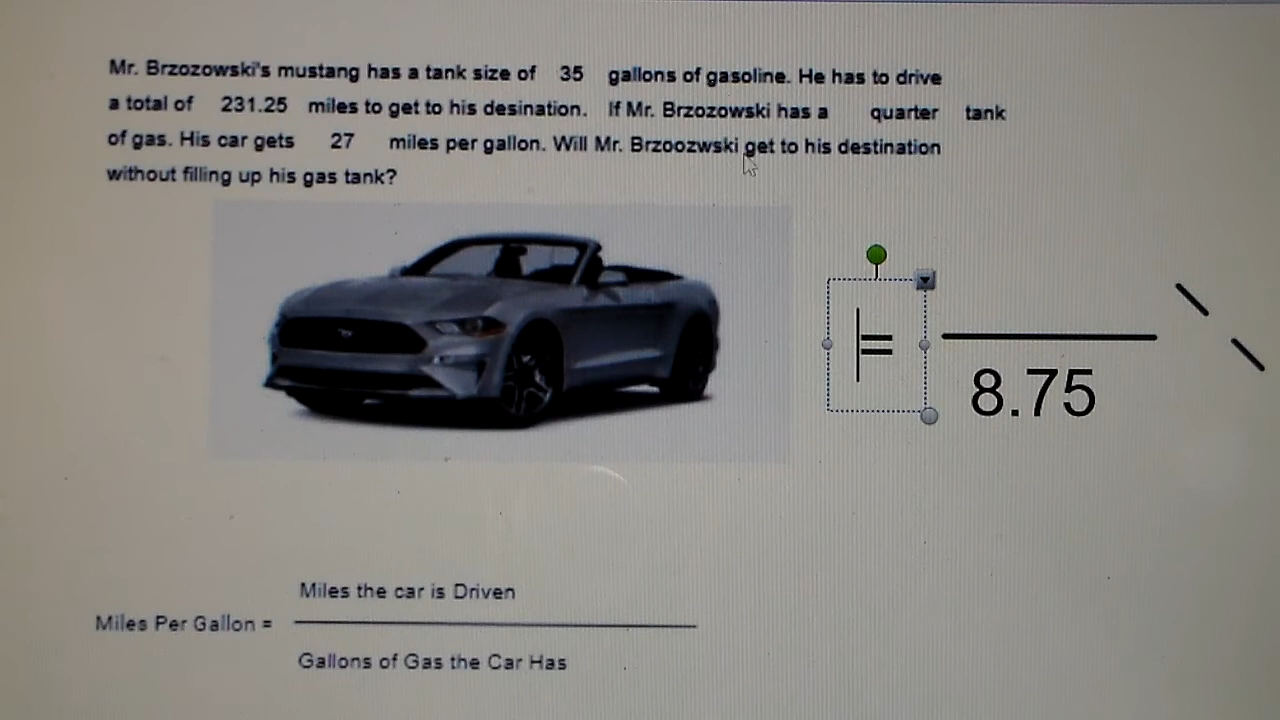 Mr. Brzozowski's mustang has a tank size of 35 gallons of gasoline. He has to drive
a total of 231.25 miles to get to his desination. If Mr. Brzozowski has a quarter tank
of gas. His car gets 27 miles per gallon. Will Mr. Brzoozwski get to his destination
without filling up his gas tank?
=
8.75
Miles the car is Driven
Miles Per Gallon =
Gallons of Gas the Car Has